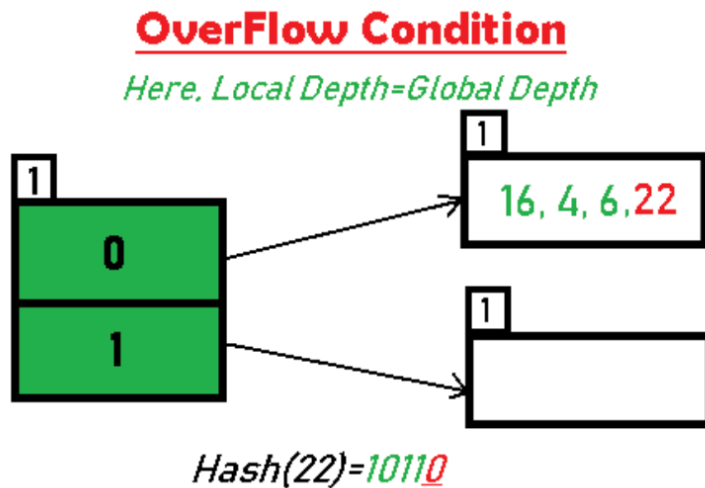 OverFlow Condition
Here, Local Depth=Global Depth
1
1
16, 4, 6,22
0
1
1
Hash(22)=10110